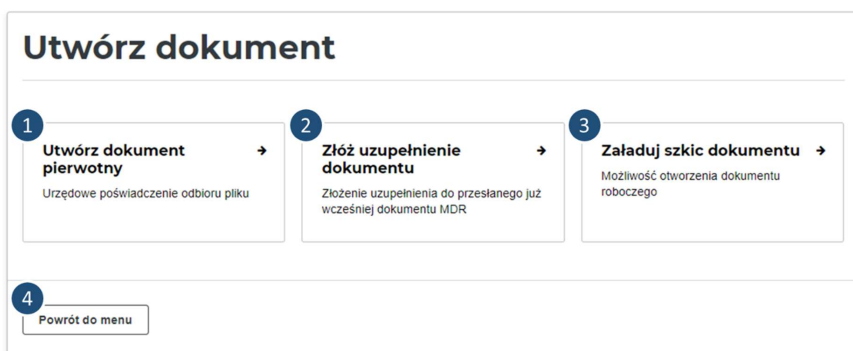 Utwórz dokument
1
Utwórz dokument
pierwotny
Urzędowe poświadczenie odbioru pliku
2
Złóż uzupełnienie
dokumentu
Złożenie uzupełnienia do przesłanego już
wcześniej dokumentu MDR
3
Załaduj szkic dokumentu
Możliwość otworzenia dokumentu
roboczego
4
Powrót do menu